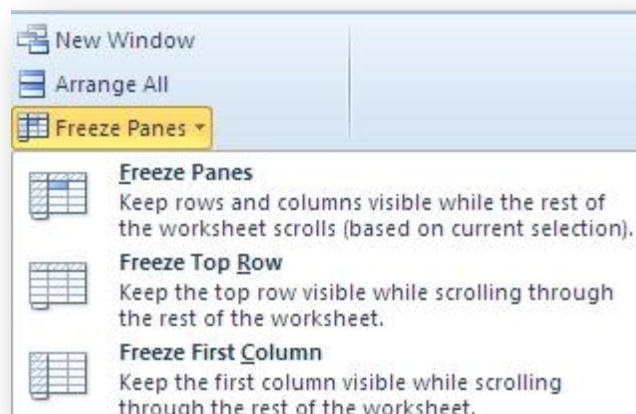 New Window
Arrange All
Freeze Panes
Freeze Panes
Keep rows and columns visible while the rest of
the worksheet scrolls (based on current selection).
Freeze Top Row
Keep the top row visible while scrolling through
the rest of the worksheet.
Freeze First Column
Keep the first column visible while scrolling
through the rest of the worksheet.